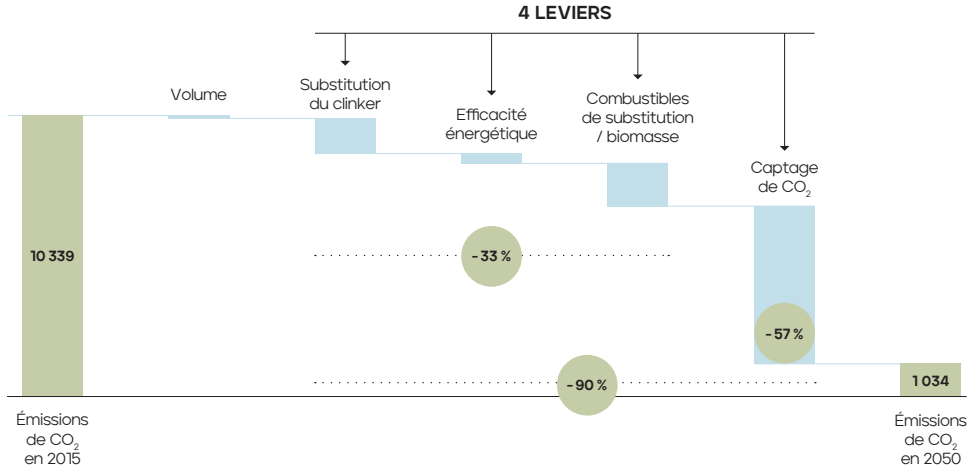 4 LEVIERS
Volume
Substitution
du clinker
Efficacité
énergétique
Combustibles
de substitution
/ biomasse
Captage
de CO₂
10 339
-33 %
-57 %
-90 %
1 034
Émissions
de CO₂
en 2015
Émissions
de CO₂
en 2050